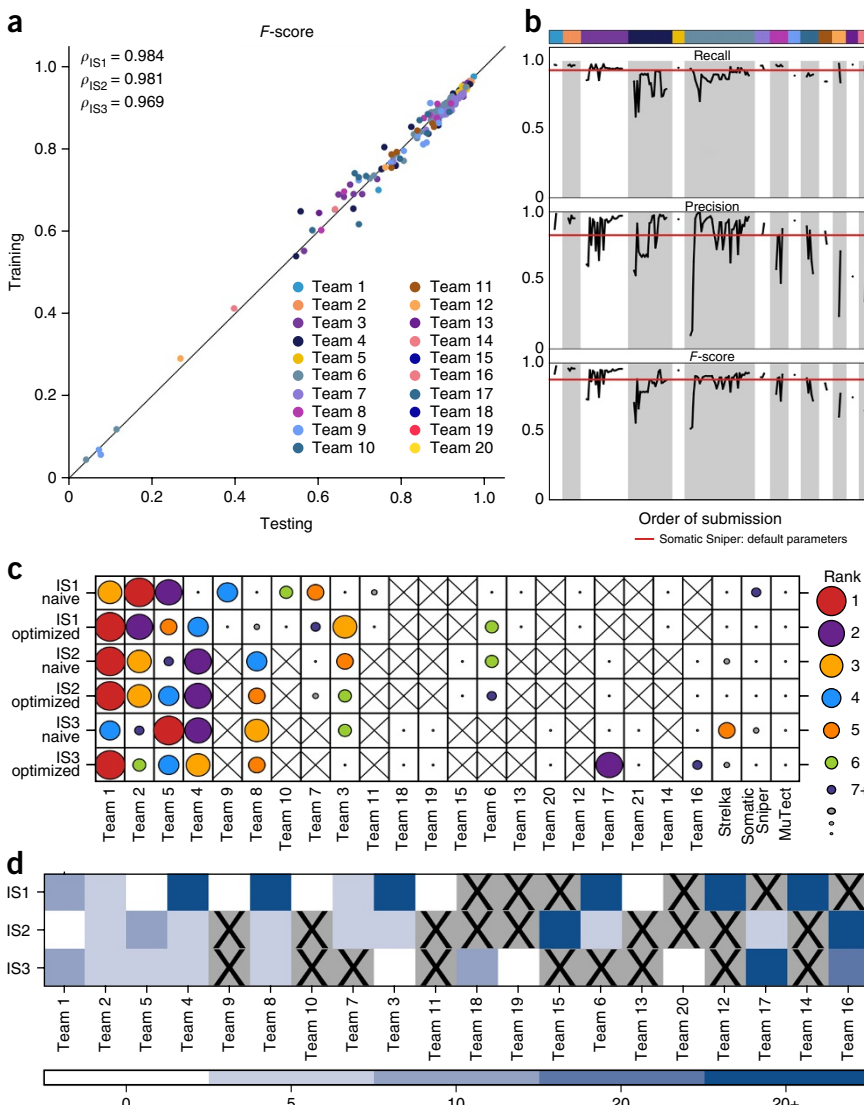 a
F-score
ρIS1 = 0.984
ρIS2 = 0.981
ρIS3 = 0.969
Training
1.0
0.8
0.6
0.4
0.2
0
0 0.2 0.4 0.6 0.8 1.0
Testing
Team 1
Team 2
Team 3
Team 4
Team 5
Team 6
Team 7
Team 8
Team 9
Team 10
Team 11
Team 12
Team 13
Team 14
Team 15
Team 16
Team 17
Team 18
Team 19
Team 20
b
Recall
1.0
0.5
0
Precision
1.0
0.5
0
F-score
1.0
0.5
0
Order of submission
Somatic Sniper: default parameters
c
IS1
naive
IS1
optimized
IS2
naive
IS2
optimized
IS3
naive
IS3
optimized
Team 1
Team 2
Team 5
Team 4
Team 9
Team 8
Team 10
Team 7
Team 3
Team 11
Team 18
Team 19
Team 15
Team 6
Team 13
Team 20
Team 12
Team 17
Team 21
Team 14
Team 16
Strelka
Somatic
Sniper
MuTect
Rank
1
2
3
4
5
6
7+
d
IS1
IS2
IS3
Team 1
Team 2
Team 5
Team 4
Team 9
Team 8
Team 10
Team 7
Team 3
Team 11
Team 18
Team 19
Team 15
Team 6
Team 13
Team 20
Team 12
Team 17
Team 14
Team 16
0 5 10 20 20+